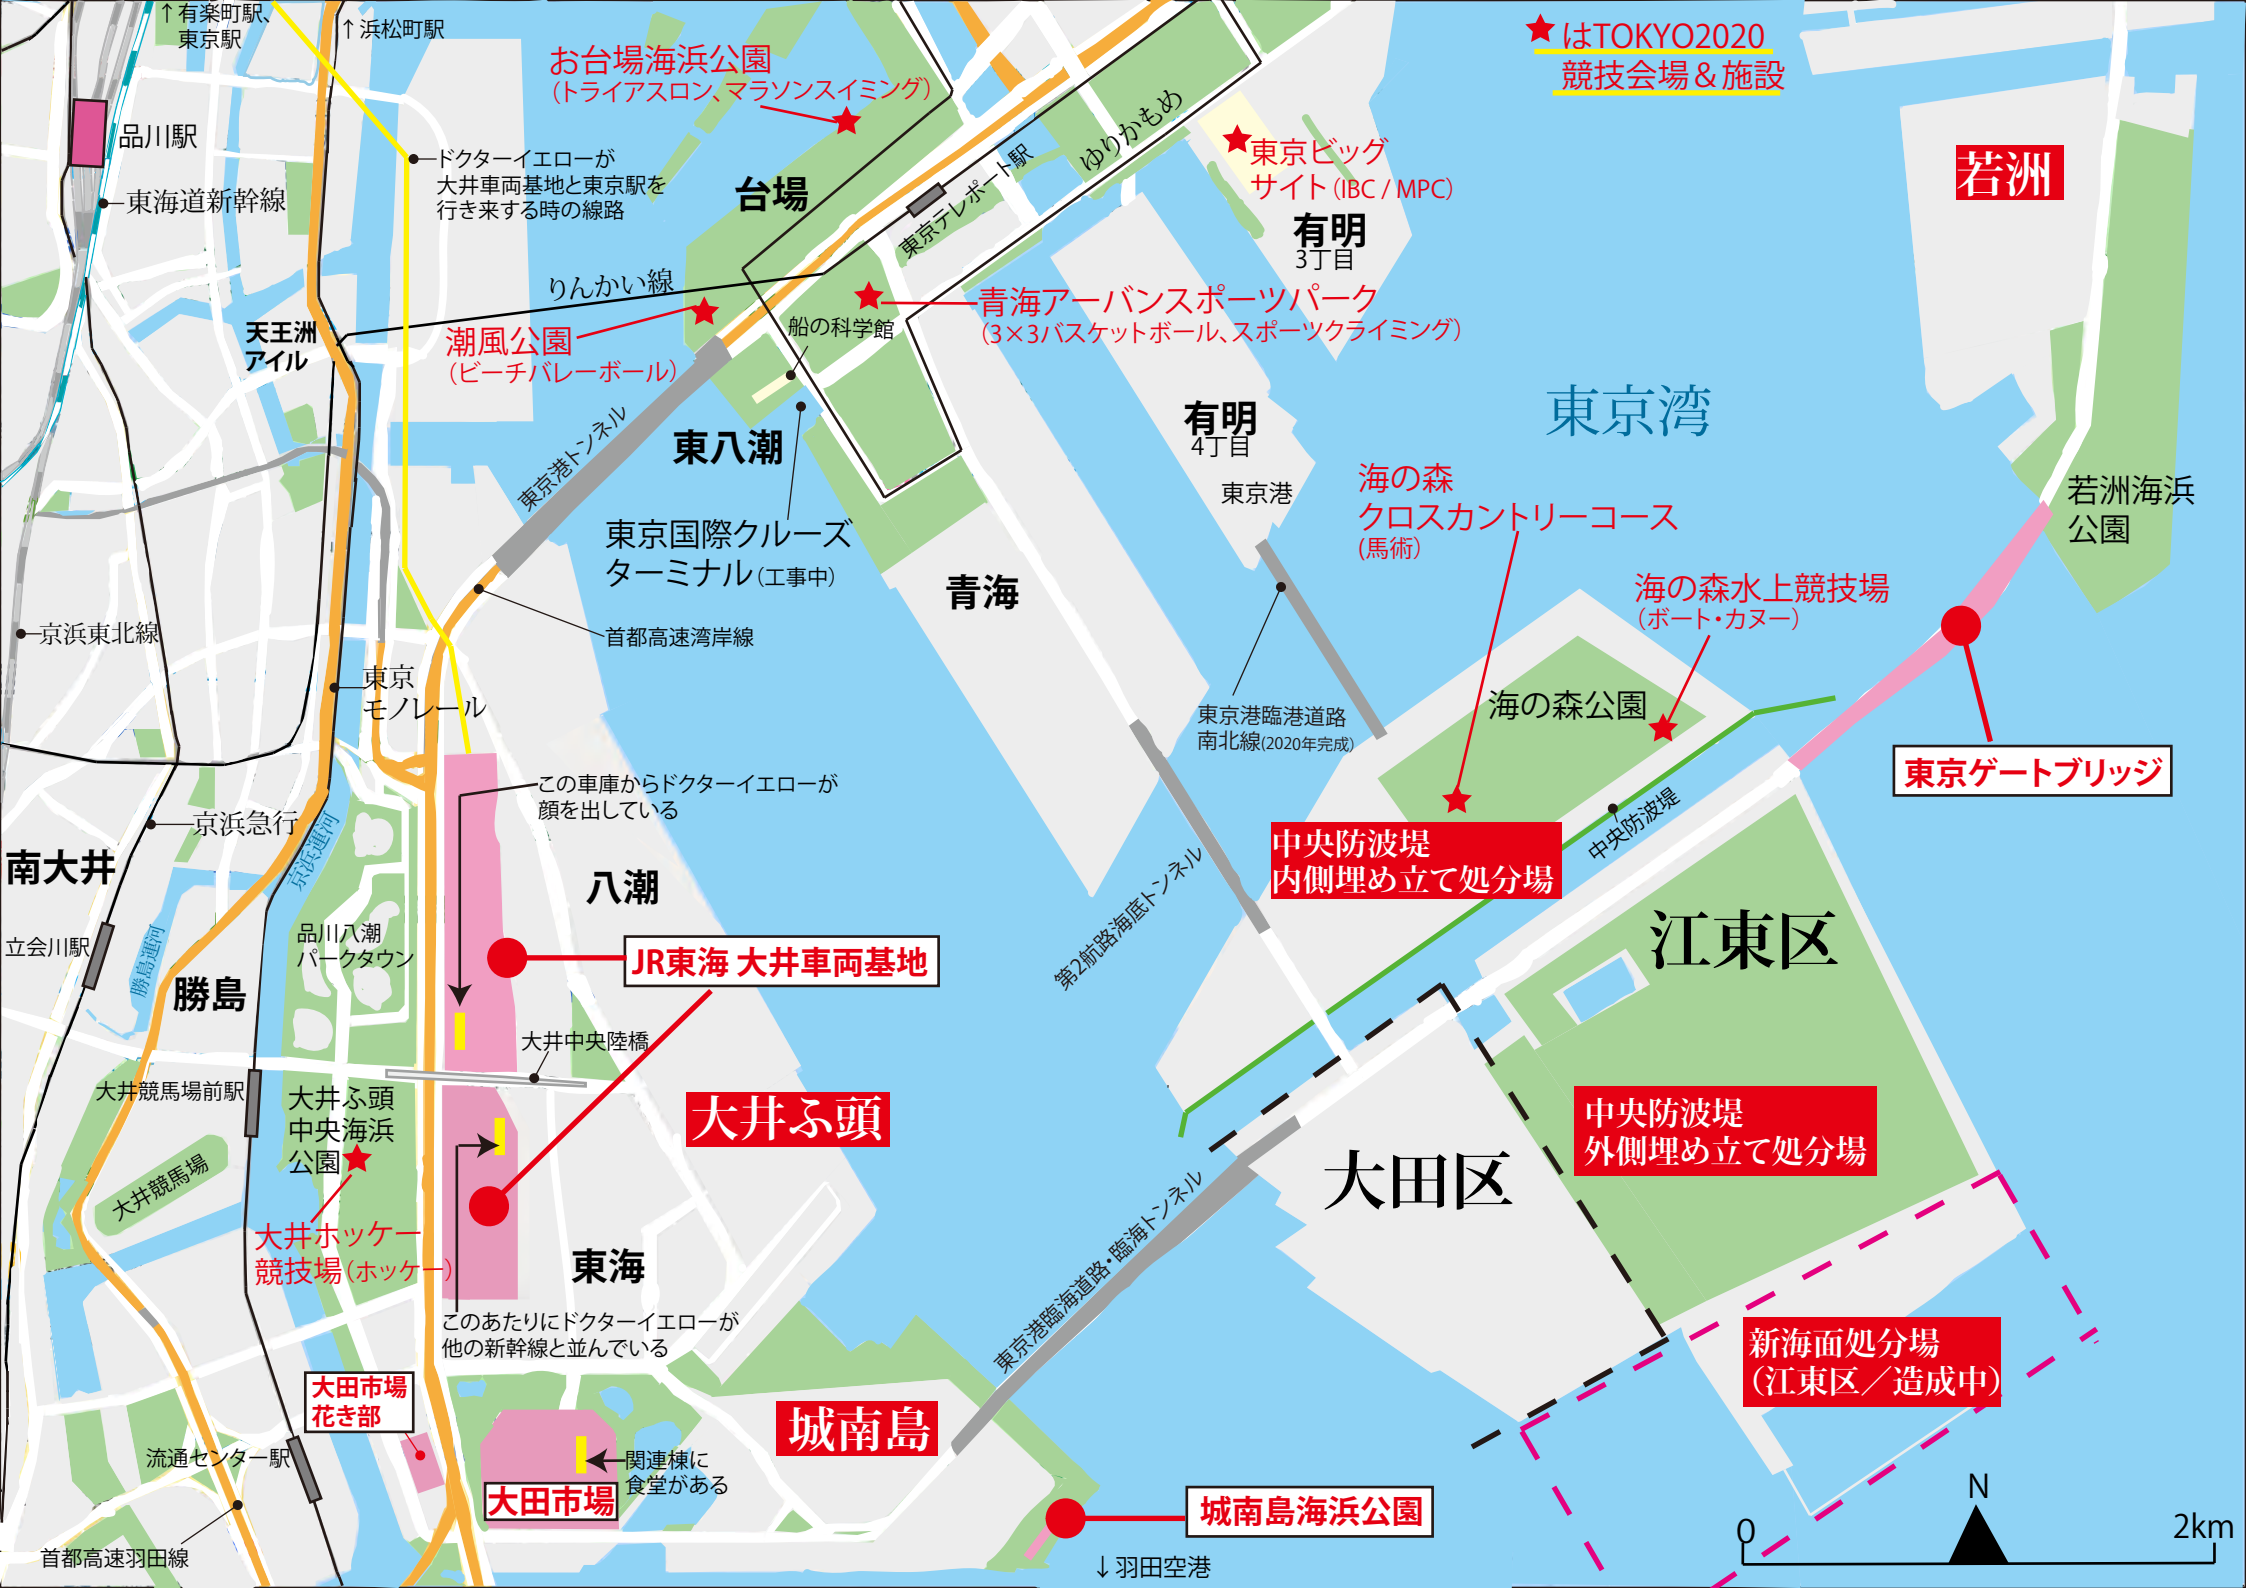 ↑有楽町駅、
東京駅
↑浜松町駅
品川駅
東海道新幹線
ドクターイエローが
大井車両基地と東京駅を
行き来する時の線路
お台場海浜公園
（トライアスロン、マラソンスイミング）
★はTOKYO2020
競技会場＆施設
ゆりかもめ
東京ビッグ
サイト（IBC / MPC）
有明
3丁目
若洲
台場
東京テレポート駅
りんかい線
天王洲
アイル
潮風公園
（ビーチバレーボール）
船の科学館
青海アーバンスポーツパーク
（3×3バスケットボール、スポーツクライミング）
東京湾
有明
4丁目
東京港
東八潮
東京港トンネル
東京国際クルーズ
ターミナル（工事中）
海の森
クロスカントリーコース
(馬術）
若洲海浜
公園
青海
海の森水上競技場
（ボート・カヌー）
首都高速湾岸線
京浜東北線
東京
モノレール
海の森公園
東京港臨港道路
南北線(2020年完成)
東京ゲートブリッジ
この車庫からドクターイエローが
顔を出している
京浜急行
京浜運河
中央防波堤
中央防波堤
内側埋め立て処分場
南大井
八潮
第2航路海底トンネル
江東区
立会川駅
勝島運河
品川八潮
パークタウン
JR東海 大井車両基地
勝島
大井中央陸橋
大井競馬場前駅
大井ふ頭
中央海浜
公園
大井ふ頭
中央防波堤
外側埋め立て処分場
大井競馬場
大田区
大井ホッケー
競技場（ホッケー）
東海
東京港臨海道路・臨海トンネル
このあたりにドクターイエローが
他の新幹線と並んでいる
新海面処分場
（江東区／造成中）
大田市場
花き部
城南島
流通センター駅
関連棟に
食堂がある
大田市場
城南島海浜公園
↓羽田空港
首都高速羽田線
N
0
2km